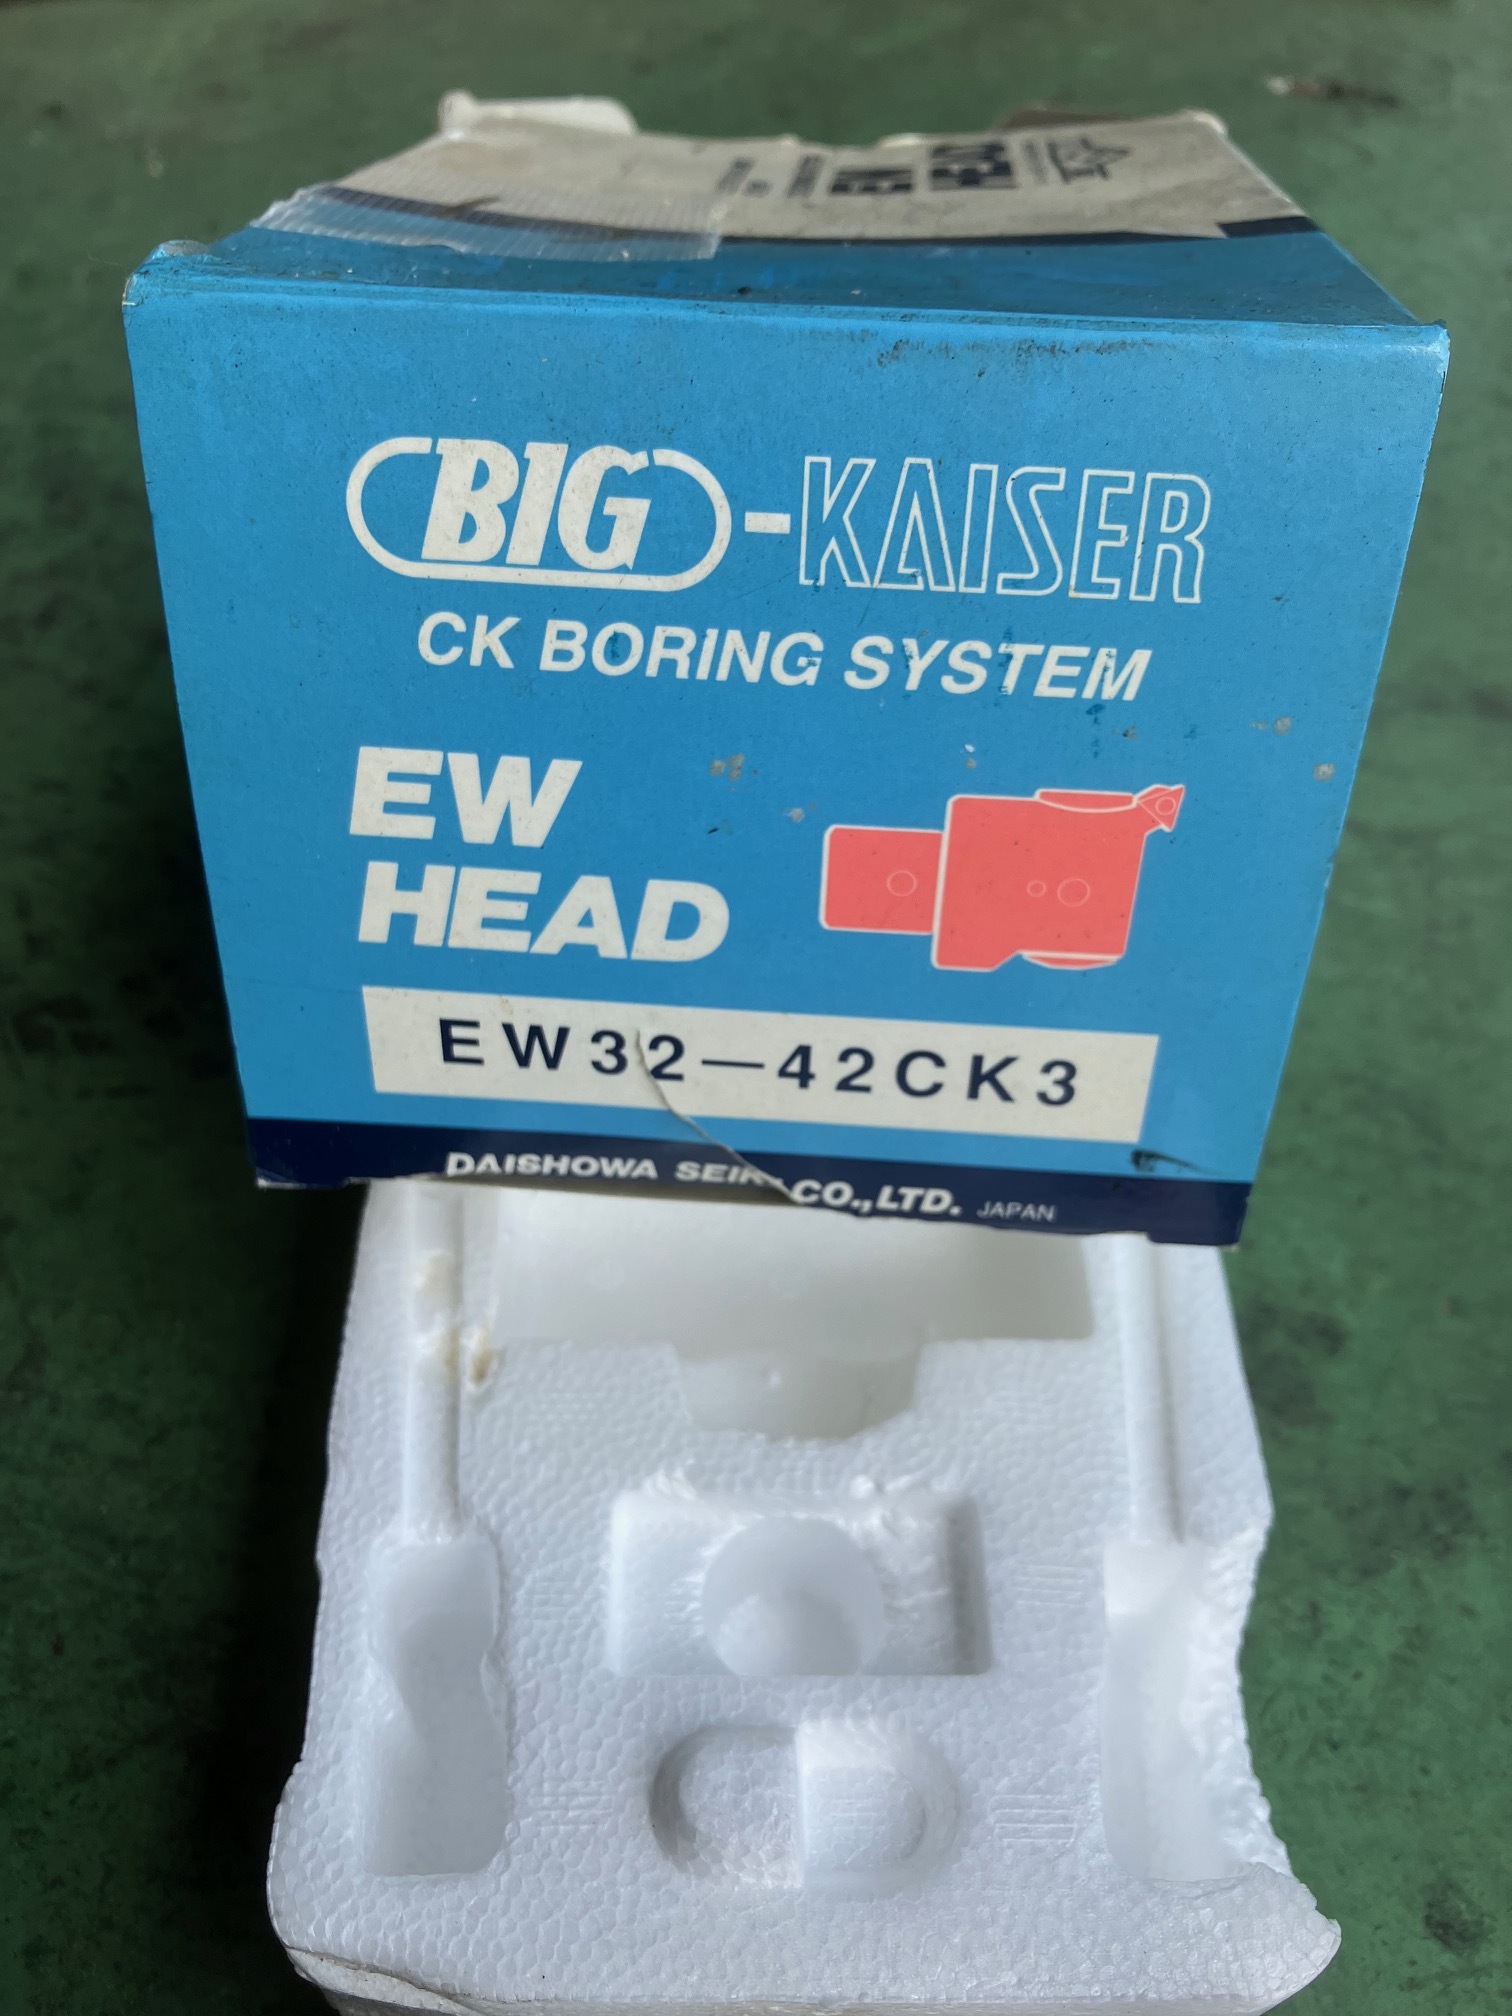 BIG-KAISER
CK BORING SYSTEM
EW
HEAD
EW32-42CK3
DAISHOWA SEIKI CO.,LTD. JAPAN